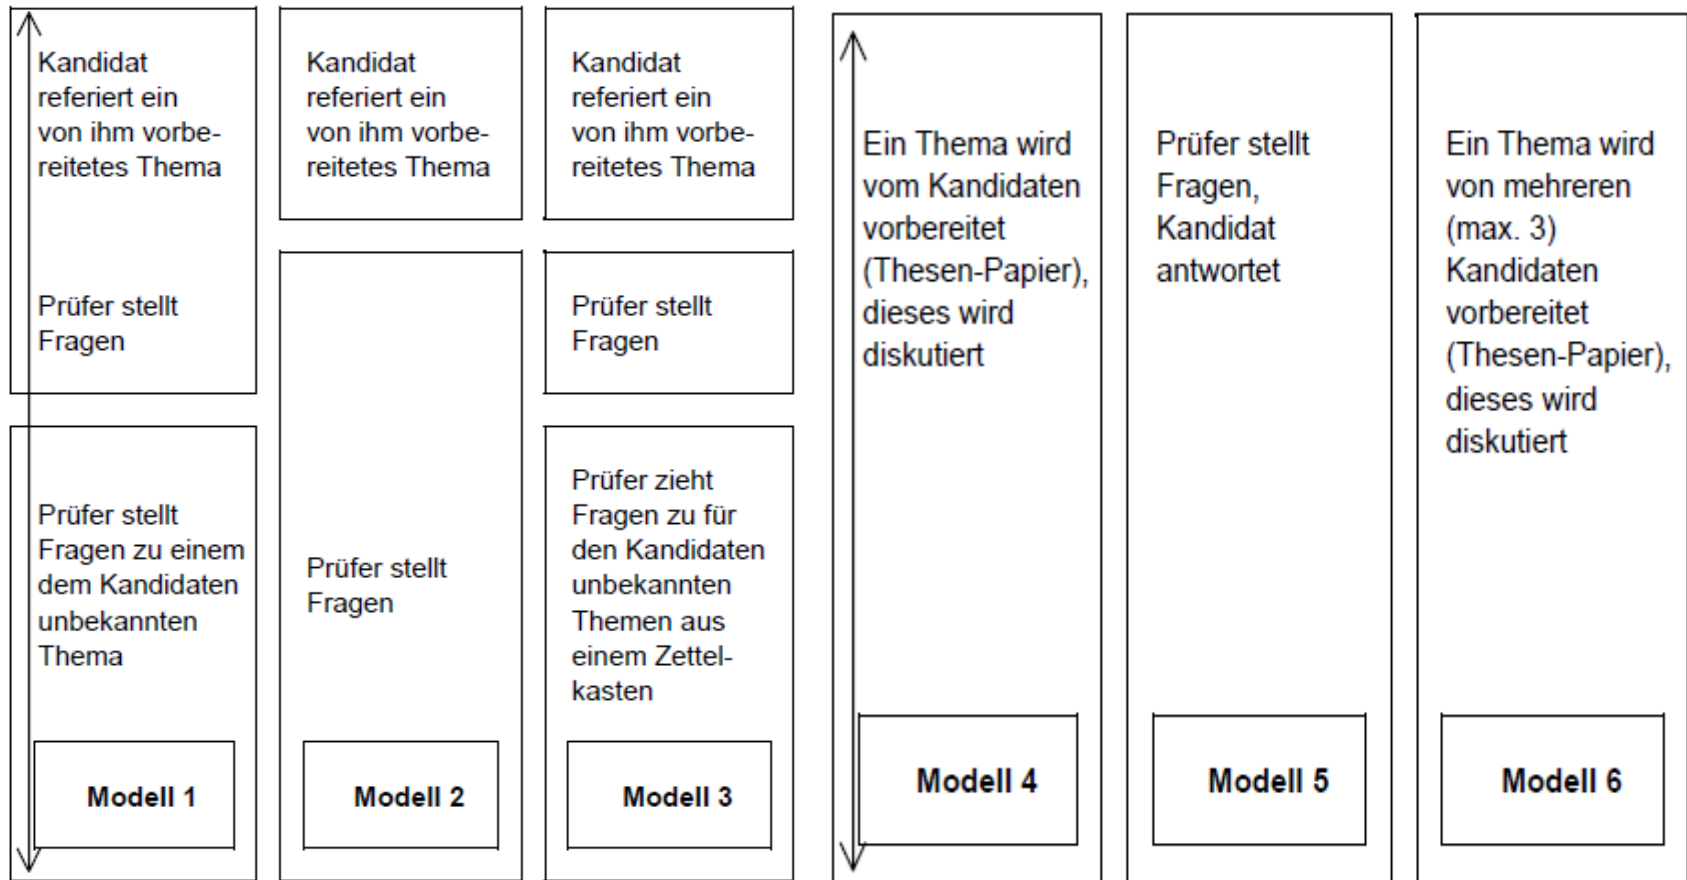 Kandidat
referiert ein
von ihm vorbe-
reitetes Thema
Prüfer stellt
Fragen
Prüfer stellt
Fragen zu einem
dem Kandidaten
unbekannten
Thema
Modell 1
Kandidat
referiert ein
von ihm vorbe-
reitetes Thema
Prüfer stellt
Fragen
Modell 2
Kandidat
referiert ein
von ihm vorbe-
reitetes Thema
Prüfer stellt
Fragen
Prüfer zieht
Fragen zu für
den Kandidaten
unbekannten
Themen aus
einem Zettel-
kasten
Modell 3
Ein Thema wird
vom Kandidaten
vorbereitet
(Thesen-Papier),
dieses wird
diskutiert
Modell 4
Prüfer stellt
Fragen,
Kandidat
antwortet
Modell 5
Ein Thema wird
von mehreren
(max. 3)
Kandidaten
vorbereitet
(Thesen-Papier),
dieses wird
diskutiert
Modell 6